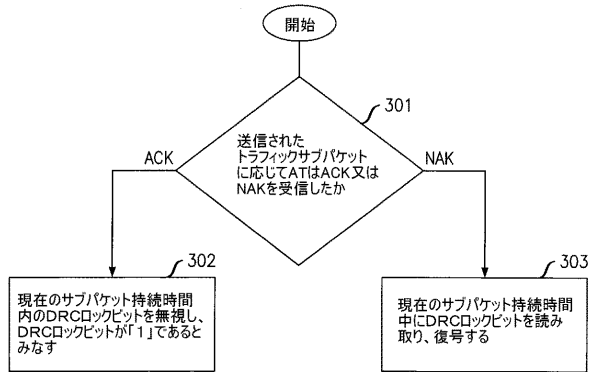 開始
301
送信された
トラフィックサブパケット
に応じてATはACK又は
NAKを受信したか
ACK
NAK
302
現在のサブパケット持続時間
内のDRCロックビットを無視し、
DRCロックビットが「1」であると
みなす
303
現在のサブパケット持続時間
中にDRCロックビットを読み
取り、復号する